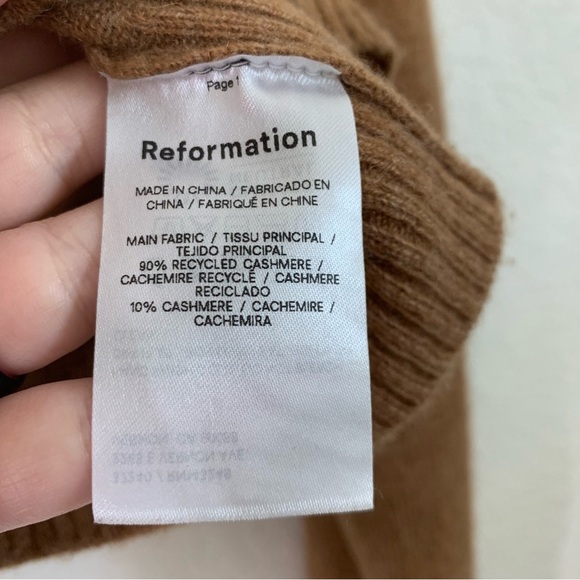 Page 1
Reformation
MADE IN CHINA / FABRICADO EN
CHINA / FABRIQUÉ EN CHINE
MAIN FABRIC / TISSU PRINCIPAL /
TEJIDO PRINCIPAL
90% RECYCLED CASHMERE /
CACHEMIRE RECYCLÉ / CASHMERE
RECICLADO
10% CASHMERE / CACHEMIRE /
CACHEMIRA